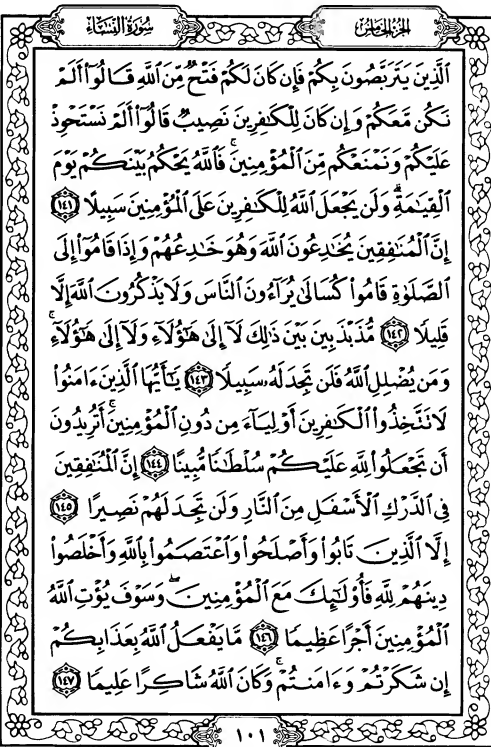 الجزء الخامس
سورة النساء
الَّذِينَ يَتَرَبَّصُونَ بِكُمْ فَإِن كَانَ لَكُمْ فَتْحٌ مِّنَ اللَّهِ قَالُوٓا۟ أَلَمْ
نَكُن مَّعَكُمْ وَإِن كَانَ لِلْكَٰفِرِينَ نَصِيبٌ قَالُوٓا۟ أَلَمْ نَسْتَحْوِذْ
عَلَيْكُمْ وَنَمْنَعْكُم مِّنَ الْمُؤْمِنِينَ ۚ فَاللَّهُ يَحْكُمُ بَيْنَكُمْ يَوْمَ
الْقِيَٰمَةِ ۗ وَلَن يَجْعَلَ اللَّهُ لِلْكَٰفِرِينَ عَلَى الْمُؤْمِنِينَ سَبِيلًا ١٤١
إِنَّ الْمُنَٰفِقِينَ يُخَٰدِعُونَ اللَّهَ وَهُوَ خَٰدِعُهُمْ وَإِذَا قَامُوٓا۟ إِلَى
الصَّلَوٰةِ قَامُوا۟ كُسَالَىٰ يُرَآءُونَ النَّاسَ وَلَا يَذْكُرُونَ اللَّهَ إِلَّا
قَلِيلًا ١٤٢ مُّذَبْذَبِينَ بَيْنَ ذَٰلِكَ لَآ إِلَىٰ هَٰٓؤُلَآءِ وَلَآ إِلَىٰ هَٰٓؤُلَآءِ ۚ
وَمَن يُضْلِلِ اللَّهُ فَلَن تَجِدَ لَهُۥ سَبِيلًا ١٤٣ يَٰٓأَيُّهَا الَّذِينَ ءَامَنُوا۟
لَا تَتَّخِذُوا۟ الْكَٰفِرِينَ أَوْلِيَآءَ مِن دُونِ الْمُؤْمِنِينَ ۚ أَتُرِيدُونَ
أَن تَجْعَلُوا۟ لِلَّهِ عَلَيْكُمْ سُلْطَٰنًا مُّبِينًا ١٤٤ إِنَّ الْمُنَٰفِقِينَ
فِى الدَّرْكِ الْأَسْفَلِ مِنَ النَّارِ وَلَن تَجِدَ لَهُمْ نَصِيرًا ١٤٥
إِلَّا الَّذِينَ تَابُوا۟ وَأَصْلَحُوا۟ وَاعْتَصَمُوا۟ بِاللَّهِ وَأَخْلَصُوا۟
دِينَهُمْ لِلَّهِ فَأُو۟لَٰٓئِكَ مَعَ الْمُؤْمِنِينَ ۖ وَسَوْفَ يُؤْتِ اللَّهُ
الْمُؤْمِنِينَ أَجْرًا عَظِيمًا ١٤٦ مَّا يَفْعَلُ اللَّهُ بِعَذَابِكُمْ
إِن شَكَرْتُمْ وَءَامَنتُمْ ۚ وَكَانَ اللَّهُ شَاكِرًا عَلِيمًا ١٤٧
١٠١